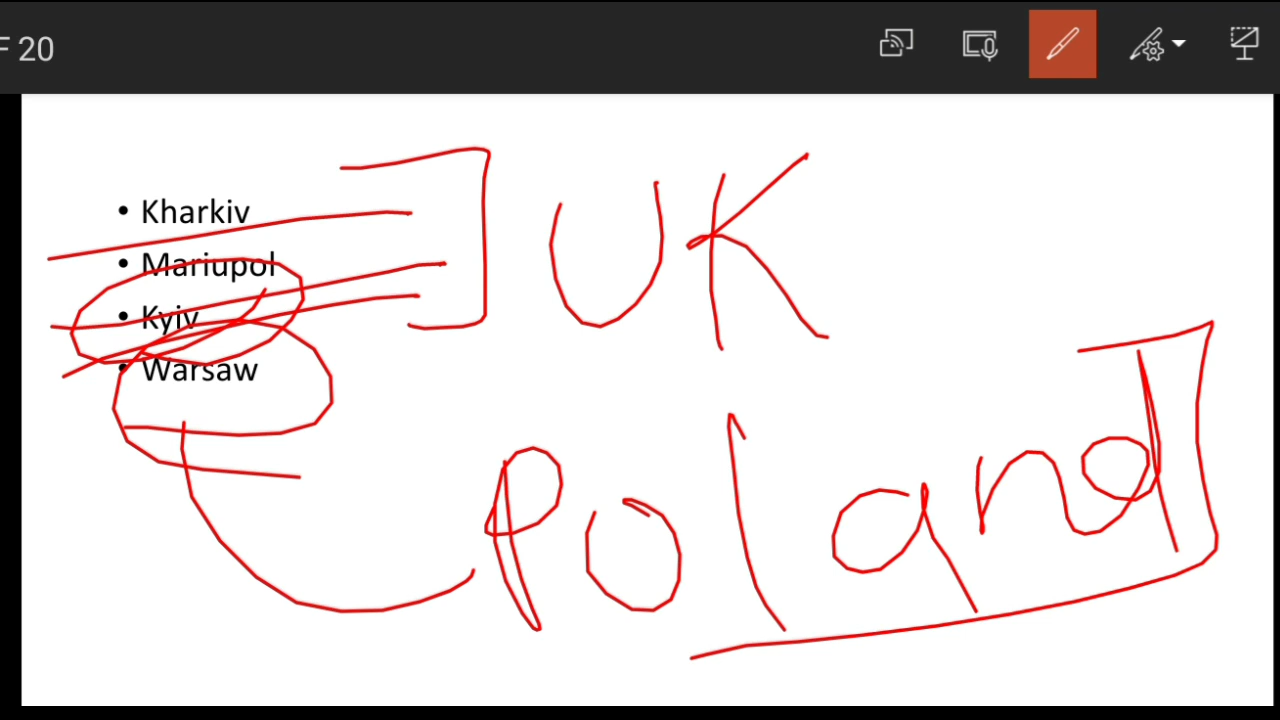 F 20
• Kharkiv
• Mariupol
• Kyiv
• Warsaw
UK
Poland